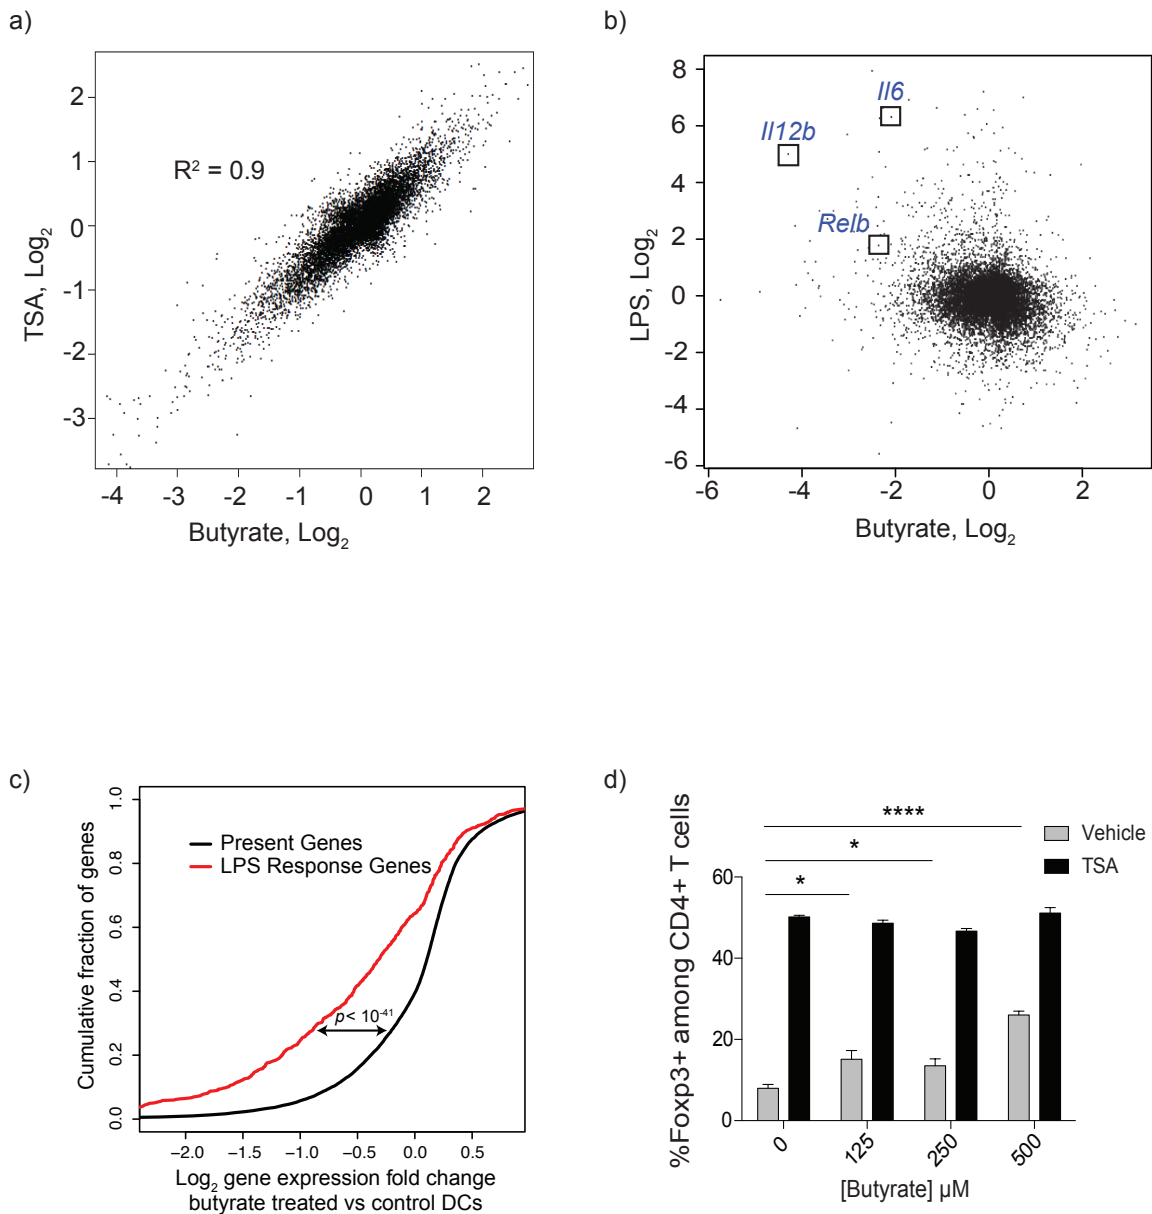 a)
R2 = 0.9
TSA, Log2
2
1
0
-1
-2
-3
-4
-3
-2
-1
0
1
2
Butyrate, Log2
b)
Il6
Il12b
Relb
LPS, Log2
8
6
4
2
0
-2
-4
-6
-6
-4
-2
0
2
Butyrate, Log2
c)
Present Genes
LPS Response Genes
p< 10-41
Cumulative fraction of genes
1.0
0.8
0.6
0.4
0.2
0.0
−2.0
−1.5
−1.0
−0.5
0.0
0.5
Log2 gene expression fold change
butyrate treated vs control DCs
d)
****
*
*
Vehicle
TSA
%Foxp3+ among CD4+ T cells
60
40
20
0
0
125
250
500
[Butyrate] µM